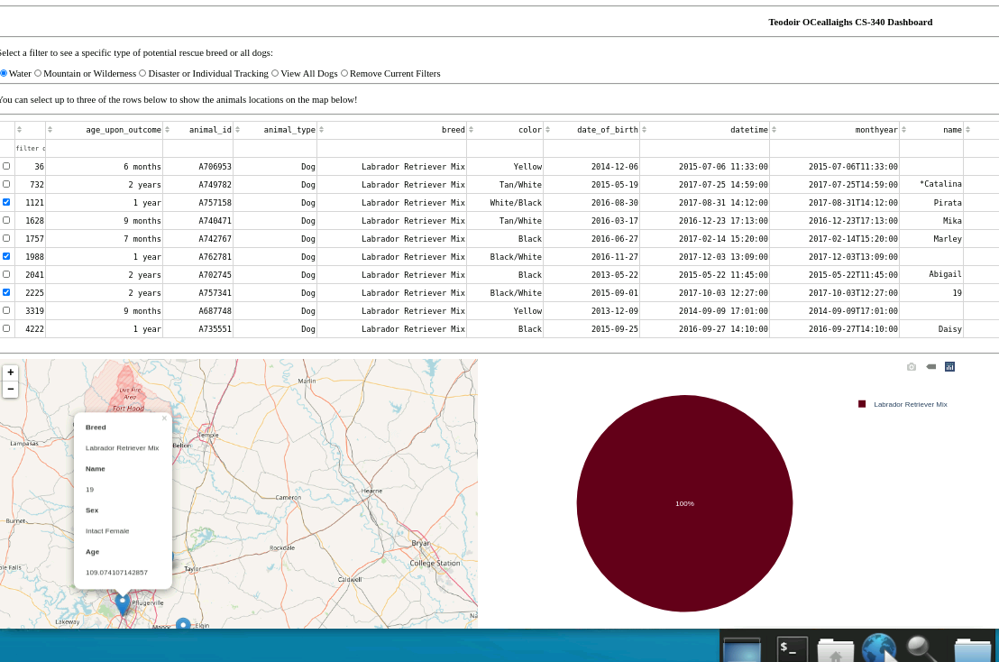 Teodoir OCeallaighs CS-340 Dashboard
Select a filter to see a specific type of potential rescue breed or all dogs:
Water Mountain or Wilderness Disaster or Individual Tracking View All Dogs Remove Current Filters
You can select up to three of the rows below to show the animals locations on the map below!
age_upon_outcome animal_id animal_type breed color date_of_birth datetime monthyear name
filter
36 6 months A706953 Dog Labrador Retriever Mix Yellow 2014-12-06 2015-07-06 11:33:00 2015-07-06T11:33:00
732 2 years A749782 Dog Labrador Retriever Mix Tan/White 2015-05-19 2017-07-25 14:59:00 2017-07-25T14:59:00 *Catalina
1121 1 year A757158 Dog Labrador Retriever Mix White/Black 2016-08-30 2017-08-31 14:12:00 2017-08-31T14:12:00 Pirata
1628 9 months A740471 Dog Labrador Retriever Mix Tan/White 2016-03-17 2016-12-23 17:13:00 2016-12-23T17:13:00 Mika
1757 7 months A742767 Dog Labrador Retriever Mix Black 2016-06-27 2017-02-14 15:20:00 2017-02-14T15:20:00 Marley
1988 1 year A762781 Dog Labrador Retriever Mix Black/White 2016-11-27 2017-12-03 13:09:00 2017-12-03T13:09:00
2041 2 years A702745 Dog Labrador Retriever Mix Black 2013-05-22 2015-05-22 11:45:00 2015-05-22T11:45:00 Abigail
2225 2 years A757341 Dog Labrador Retriever Mix Black/White 2015-09-01 2017-10-03 12:27:00 2017-10-03T12:27:00 19
3319 9 months A687748 Dog Labrador Retriever Mix Yellow 2013-12-09 2014-09-09 17:01:00 2014-09-09T17:01:00
4222 1 year A735551 Dog Labrador Retriever Mix Black 2015-09-25 2016-09-27 14:10:00 2016-09-27T14:10:00 Daisy
+
−
Live Fire
Area
Fort Hood
Marlin
Temple
Lampasas
Belton
Hearne
Cameron
Burnet
Rockdale
Bryan
College Station
Taylor
Caldwell
Pflugerville
Lakeway
Manor
Elgin
Na
×
Breed
Labrador Retriever Mix
Name
19
Sex
Intact Female
Age
109.074107142857
Labrador Retriever Mix
100%
$_